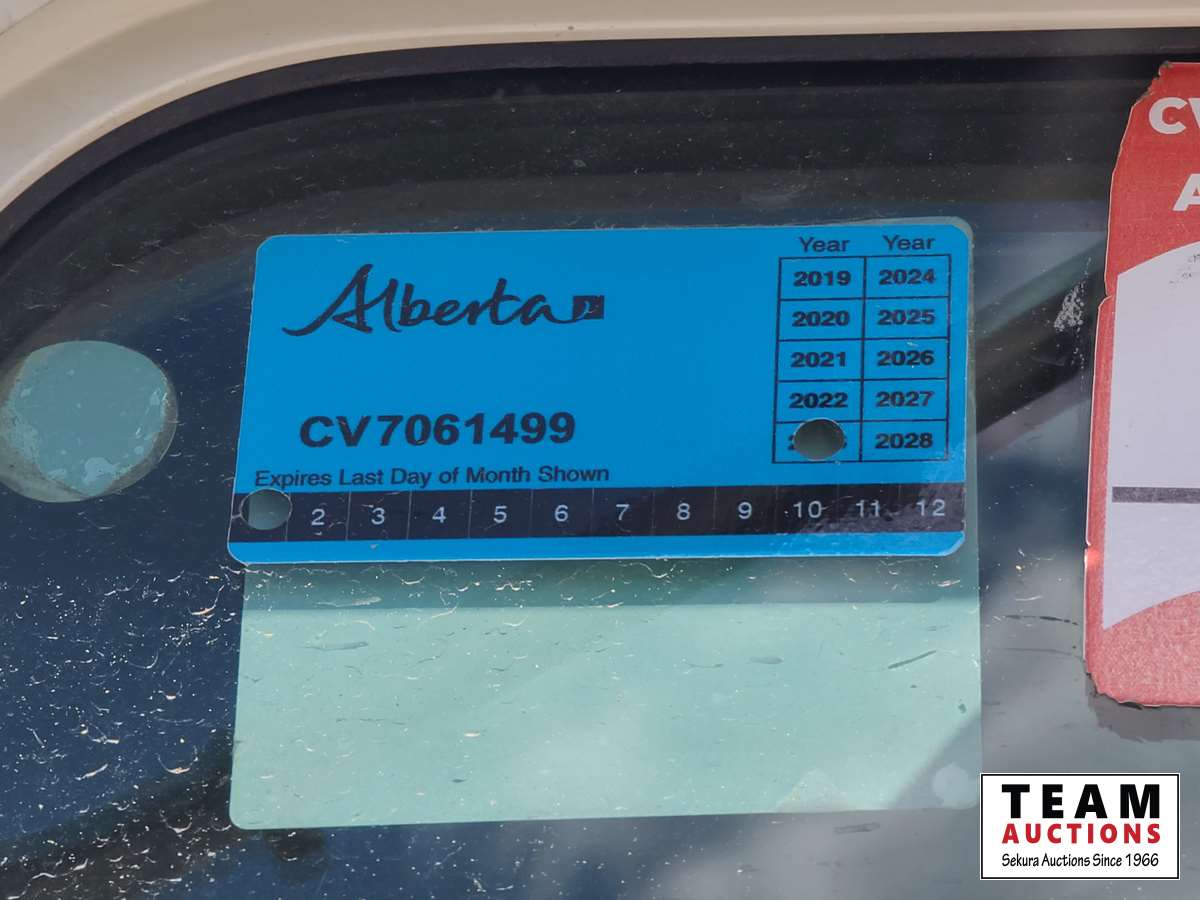 Alberta
CV7061499
Expires Last Day of Month Shown
Year Year
2019 2024
2020 2025
2021 2026
2022 2027
2028
2 3 4 5 6 7 8 9 10 11 12
TEAM
AUCTIONS
Sekura Auctions Since 1966